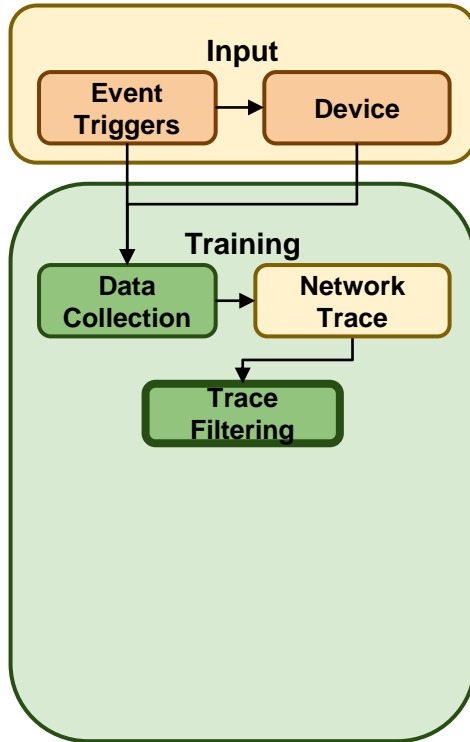 Input
Event
Triggers
Device
Training
Data
Collection
Network
Trace
Trace
Filtering